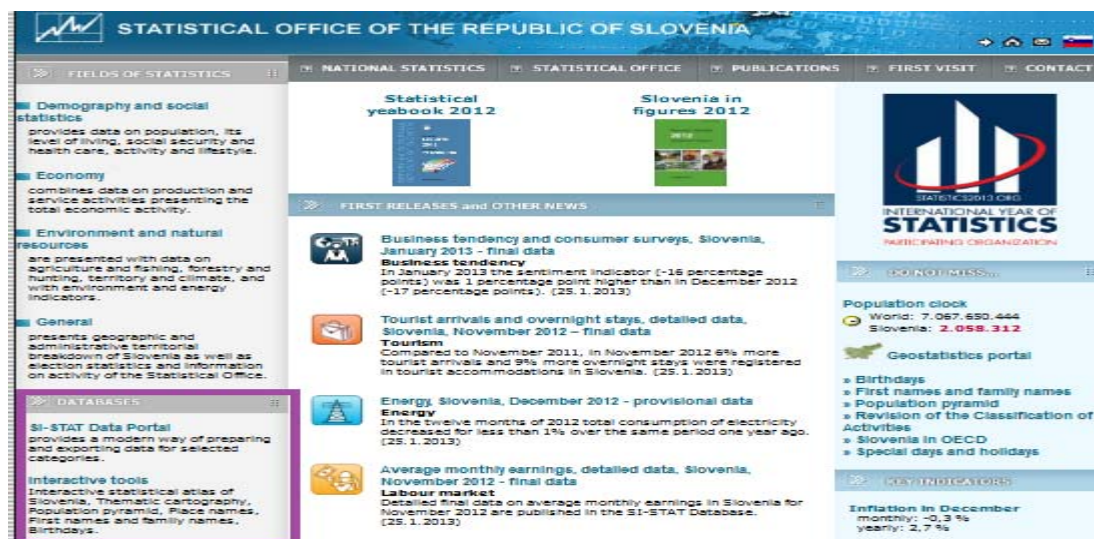 STATISTICAL OFFICE OF THE REPUBLIC OF SLOVENIA
NATIONAL STATISTICS
STATISTICAL OFFICE
PUBLICATIONS
FIRST VISIT
CONTACT
FIELDS OF STATISTICS
Demography and social
statistics
provides data on population, its
level of living, social security and
health care, activity and lifestyle.
Economy
combines data on production and
service activities presenting the
total economic activity.
Environment and natural
resources
are presented with data on
agriculture and fishing, forestry and
hunting, territory and climate, and
with environment and energy
indicators.
General
presents geographic and
administrative territorial
breakdown of Slovenia as well as
election statistics and information
on activity of the Statistical Office.
DATABASES
SI-STAT Data Portal
provides a modern way of preparing
and exporting data for selected
categories.
Interactive tools
Interactive statistical atlas of
Slovenia, Thematic cartography,
Population pyramid, Place names,
First names and family names,
Birthdays.
Statistical
yeabook 2012
Slovenia in
figures 2012
2012
FIRST RELEASES and OTHER NEWS
Business tendency and consumer surveys, Slovenia,
January 2013 - final data
Business tendency
In January 2013 the sentiment indicator (-16 percentage
points) was 1 percentage point higher than in December 2012
(-17 percentage points). (25.1.2013)
Tourist arrivals and overnight stays, detailed data,
Slovenia, November 2012 – final data
Tourism
Compared to November 2011, in November 2012 6% more
tourist arrivals and 9% more overnight stays were registered
in tourist accommodations in Slovenia. (25.1.2013)
Energy, Slovenia, December 2012 - provisional data
Energy
In the twelve months of 2012 total consumption of electricity
decreased for less than 1% over the same period one year ago.
(25.1.2013)
Average monthly earnings, detailed data, Slovenia,
November 2012 - final data
Labour market
Detailed final data on average monthly earnings in Slovenia for
November 2012 are published in the SI-STAT Database.
(25.1.2013)
STATISTICS2013.ORG
INTERNATIONAL YEAR OF
STATISTICS
PARTICIPATING ORGANIZATION
DO NOT MISS...
Population clock
World: 7.067.650.444
Slovenia: 2.058.312
Geostatistics portal
» Birthdays
» First names and family names
» Population pyramid
» Revision of the Classification of
Activities
» Slovenia in OECD
» Special days and holidays
KEY INDICATORS
Inflation in December
monthly: -0,3 %
yearly: 2,7 %